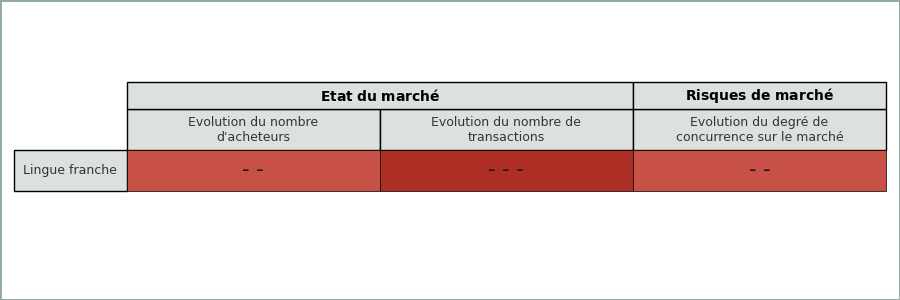 Etat du marché
Risques de marché
Evolution du nombre
d'acheteurs
Evolution du nombre de
transactions
Evolution du degré de
concurrence sur le marché
Lingue franche
- -
- - -
- -